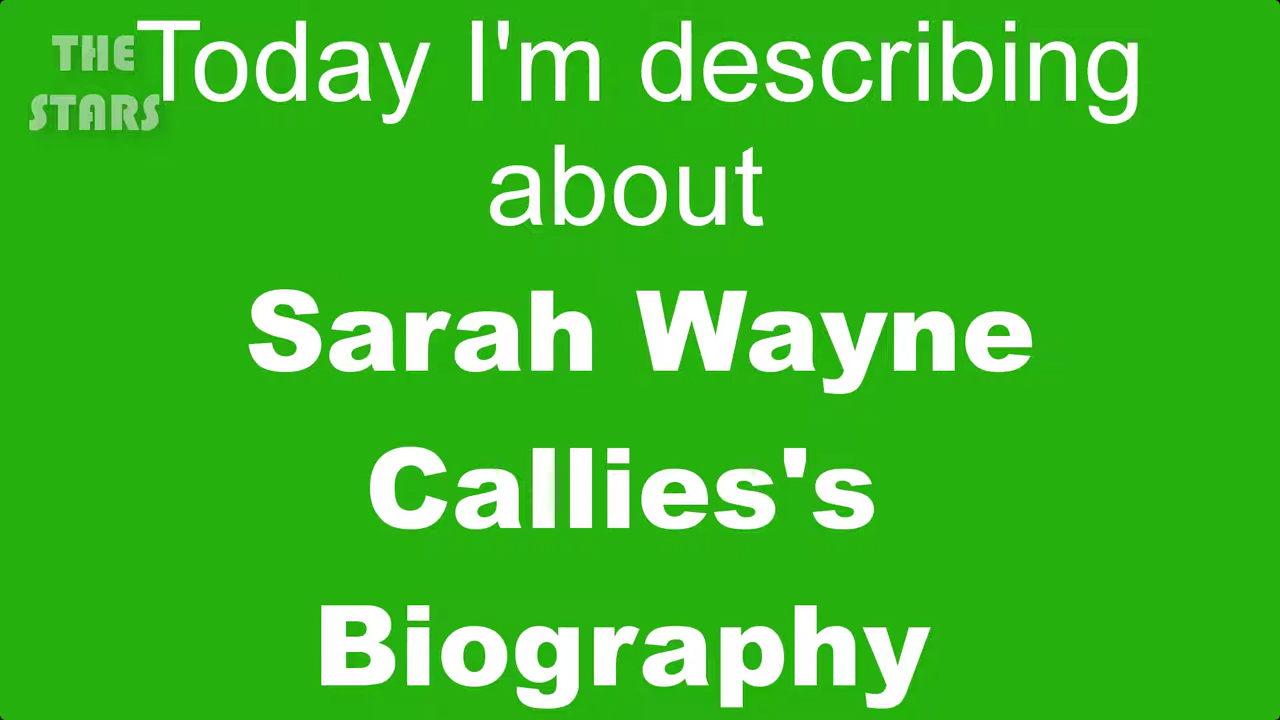 THE
STARS
Today I'm describing
about
Sarah Wayne
Callies's
Biography